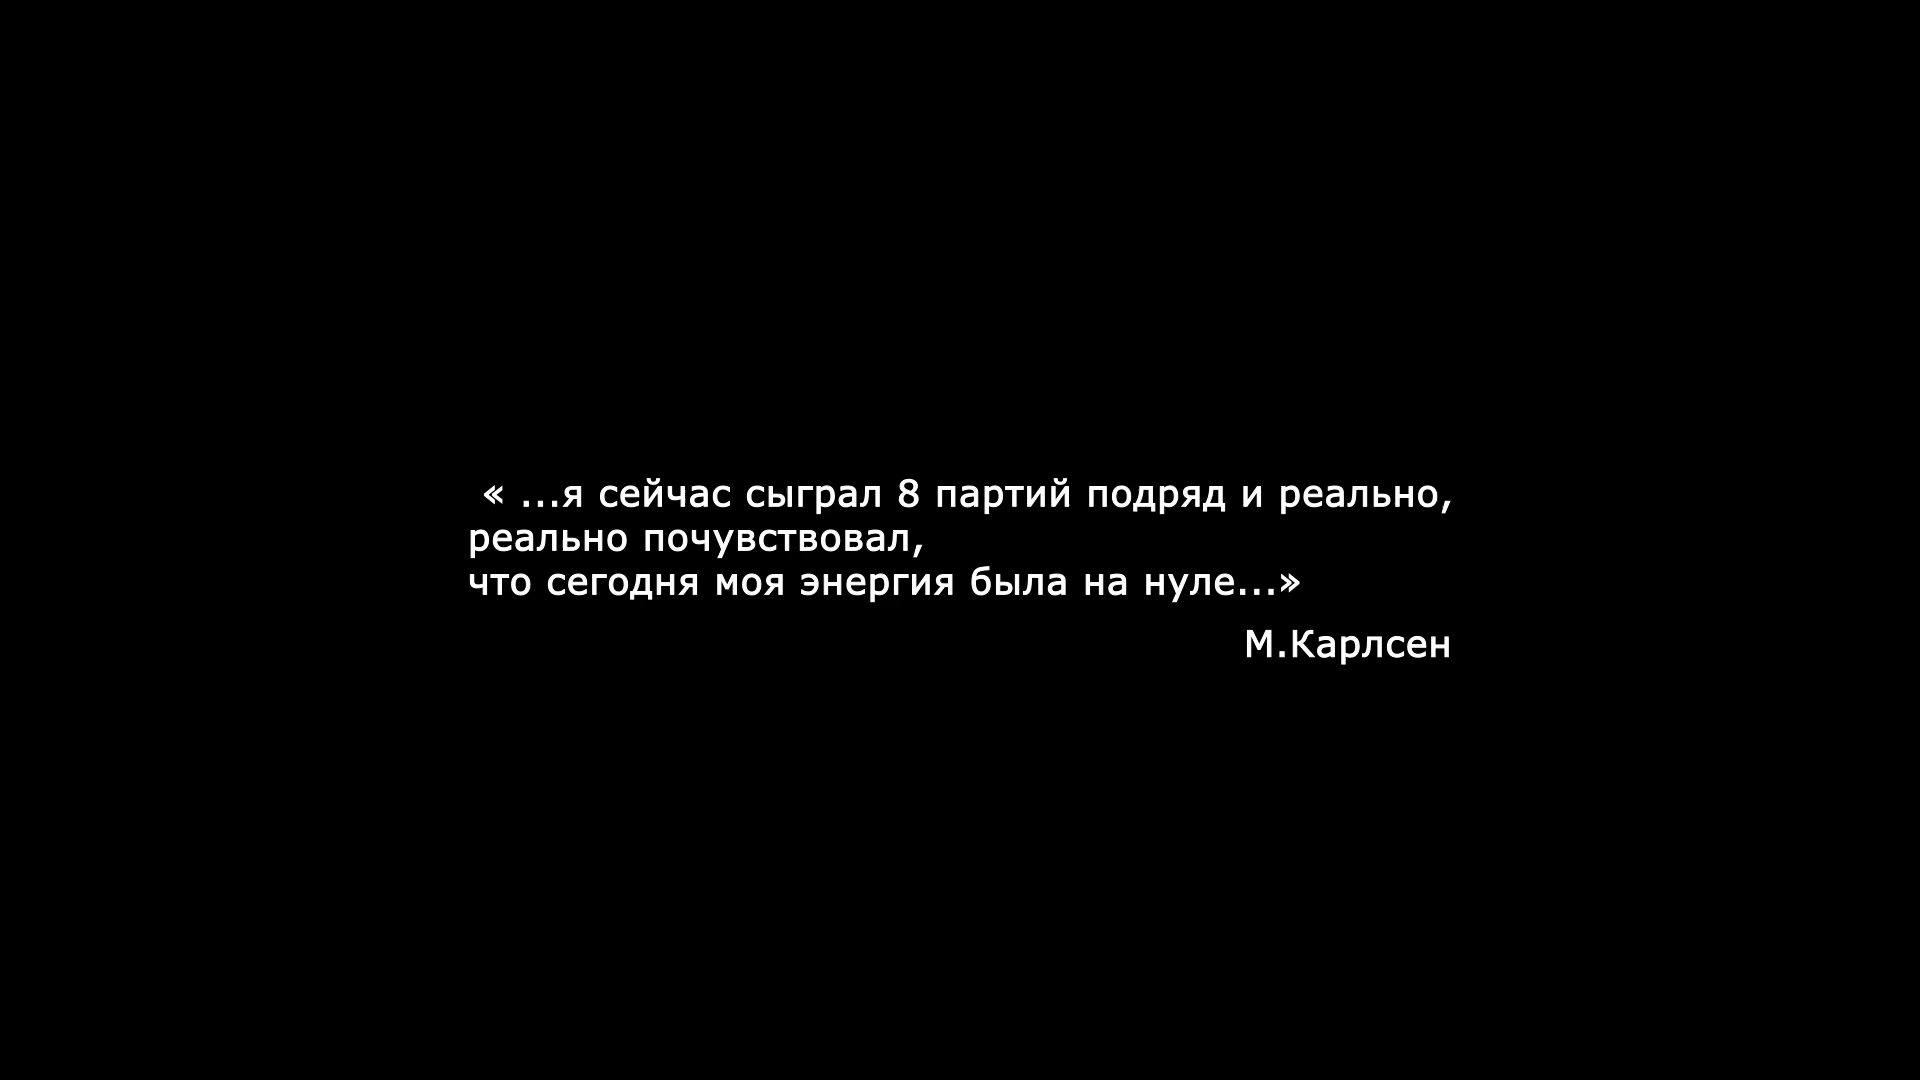 « ...я сейчас сыграл 8 партий подряд и реально,
реально почувствовал,
что сегодня моя энергия была на нуле...»
М.Карлсен